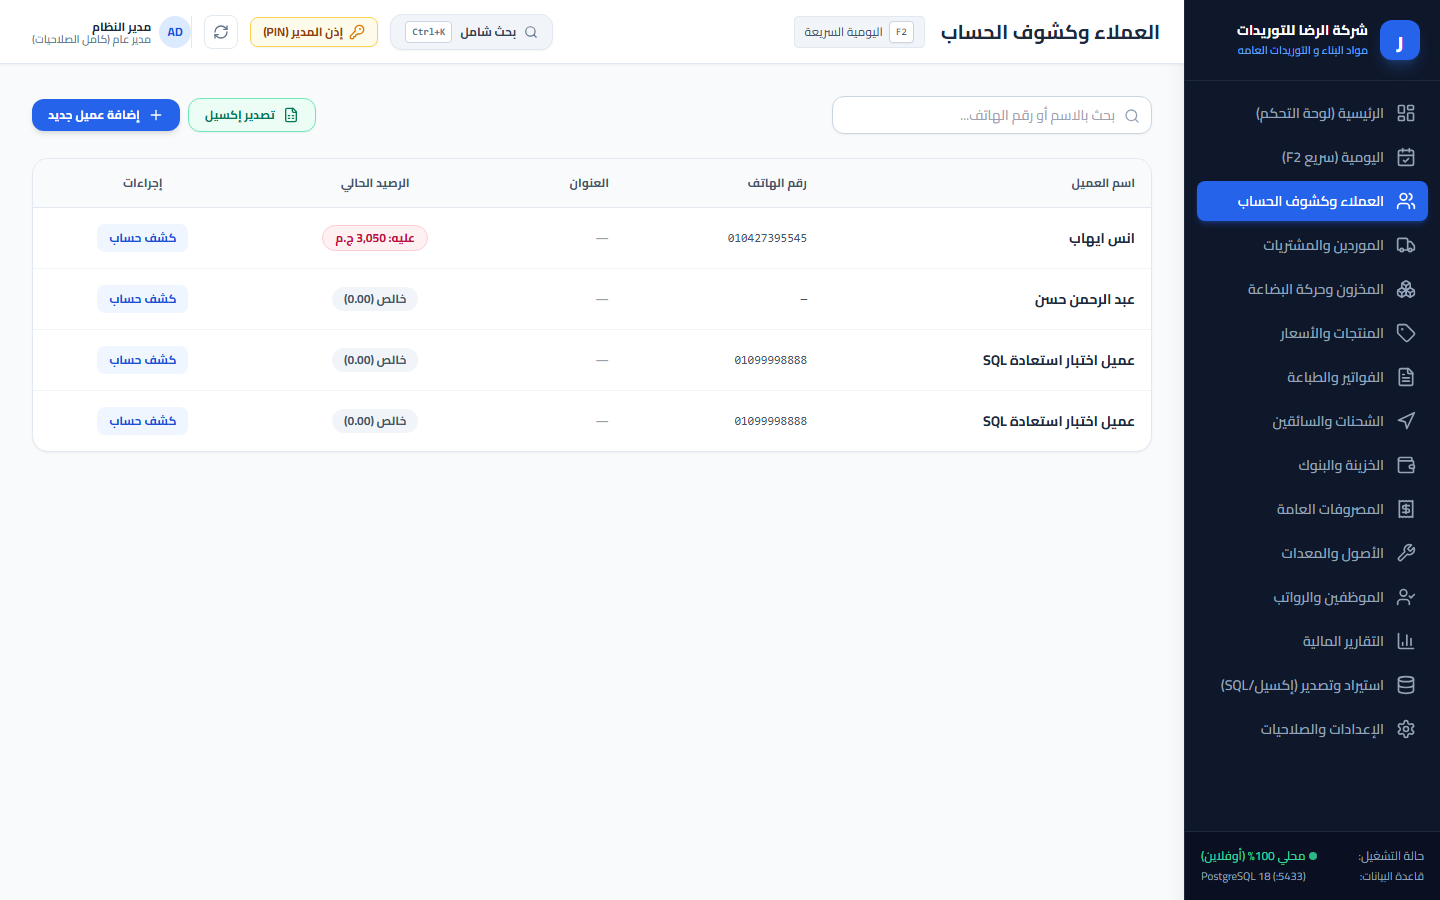 شركة الرضا للتوريدات
مواد البناء و التوريدات العامه
ر
الرئيسية (لوحة التحكم)
اليومية (سريع F2)
العملاء وكشوف الحساب
الموردين والمشتريات
المخزون وحركة البضاعة
المنتجات والأسعار
الفواتير والطباعة
الشحنات والسائقين
الخزينة والبنوك
المصروفات العامة
الأصول والمعدات
الموظفين والرواتب
التقارير المالية
استيراد وتصدير (إكسيل/SQL)
الإعدادات والصلاحيات
حالة التشغيل: محلي 100% (أوفلاين)
قاعدة البيانات: PostgreSQL 18 (:5433)
العملاء وكشوف الحساب
F2 اليومية السريعة
بحث شامل Ctrl+K
إذن المدير (PIN)
AD
مدير النظام
مدير عام (كامل الصلاحيات)
بحث بالاسم أو رقم الهاتف...
تصدير إكسيل
إضافة عميل جديد
اسم العميل رقم الهاتف العنوان الرصيد الحالي إجراءات
انس ايهاب 010427395545 — عليه: 3,050 ج.م كشف حساب
عبد الرحمن حسن – — خالص (0.00) كشف حساب
عميل اختبار استعادة SQL 01099998888 — خالص (0.00) كشف حساب
عميل اختبار استعادة SQL 01099998888 — خالص (0.00) كشف حساب